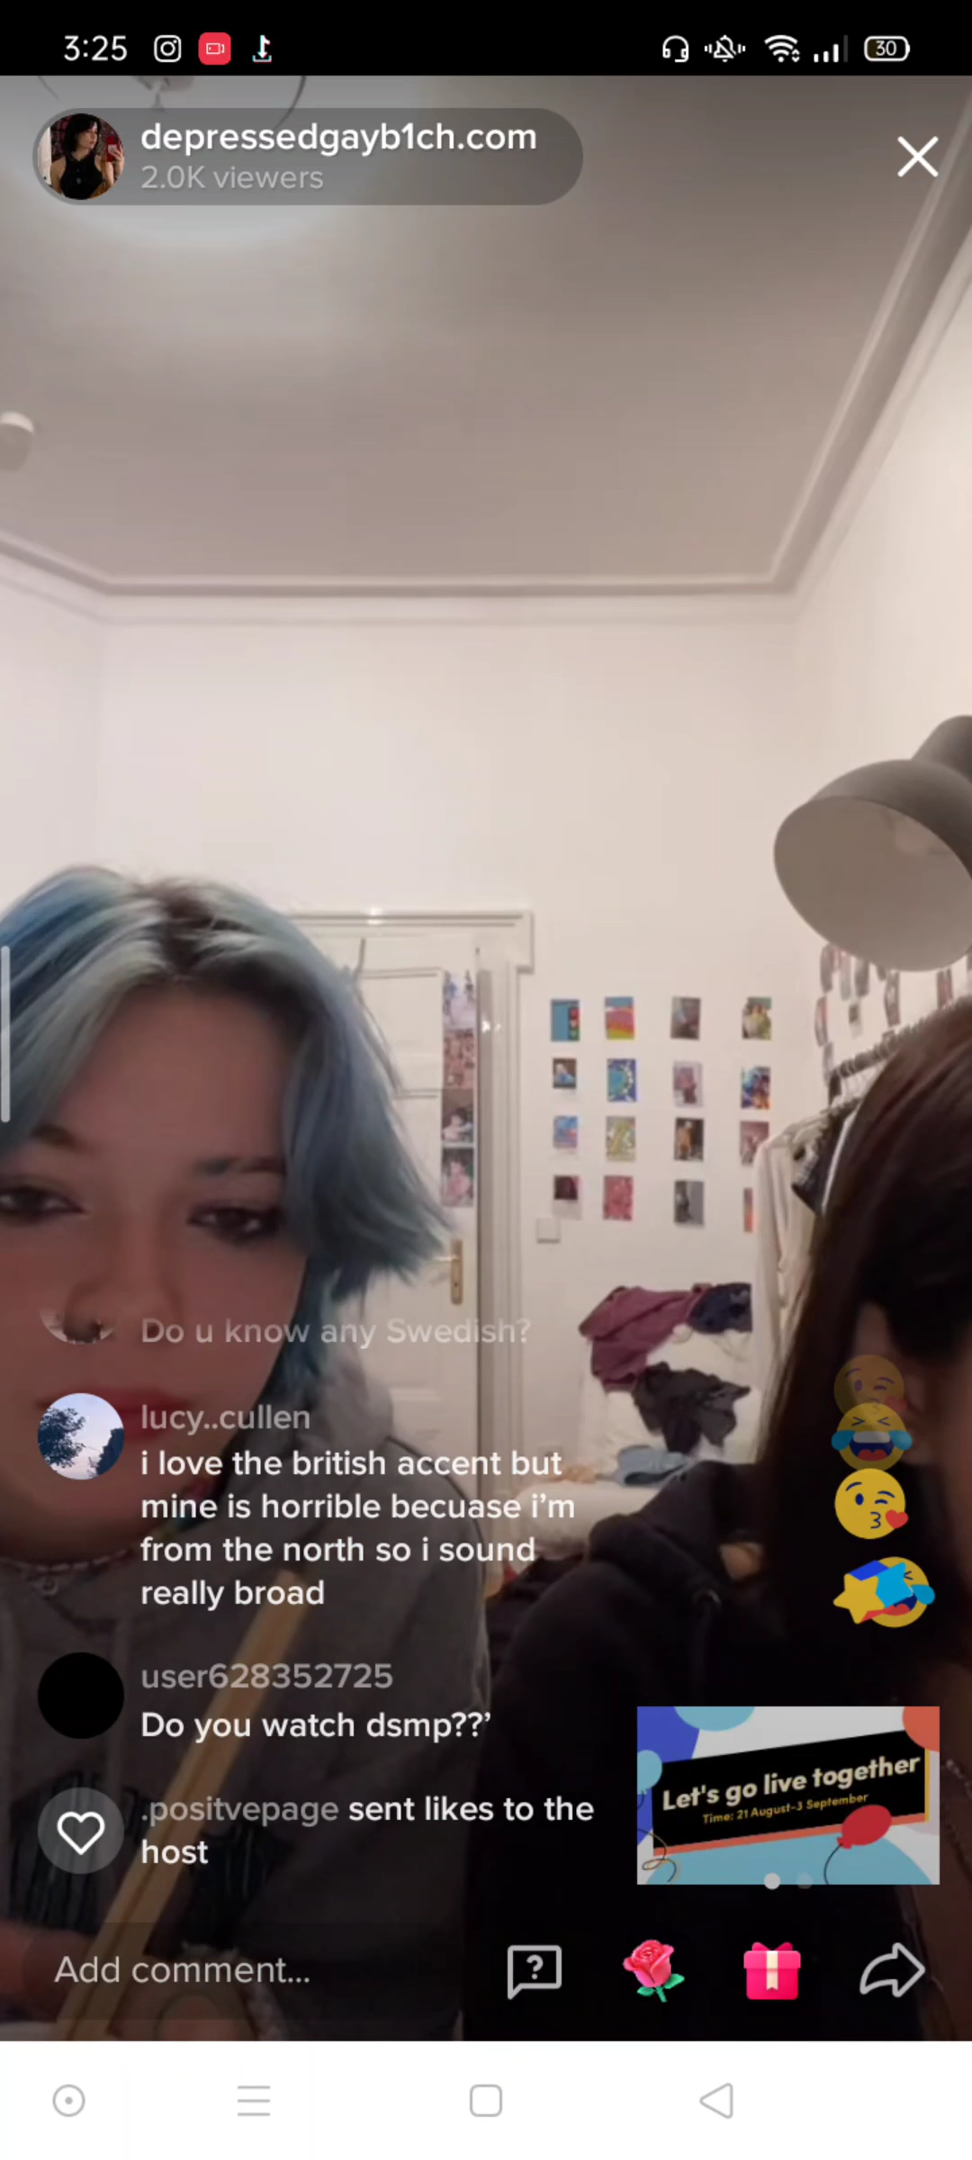 3:25
30
depressedgayb1ch.com
2.0K viewers
Do u know any Swedish?
lucy..cullen
i love the british accent but
mine is horrible becuase i’m
from the north so i sound
really broad
user628352725
Do you watch dsmp??’
.positvepage sent likes to the
host
Let's go live together
Time: 21 August-3 September
Add comment...